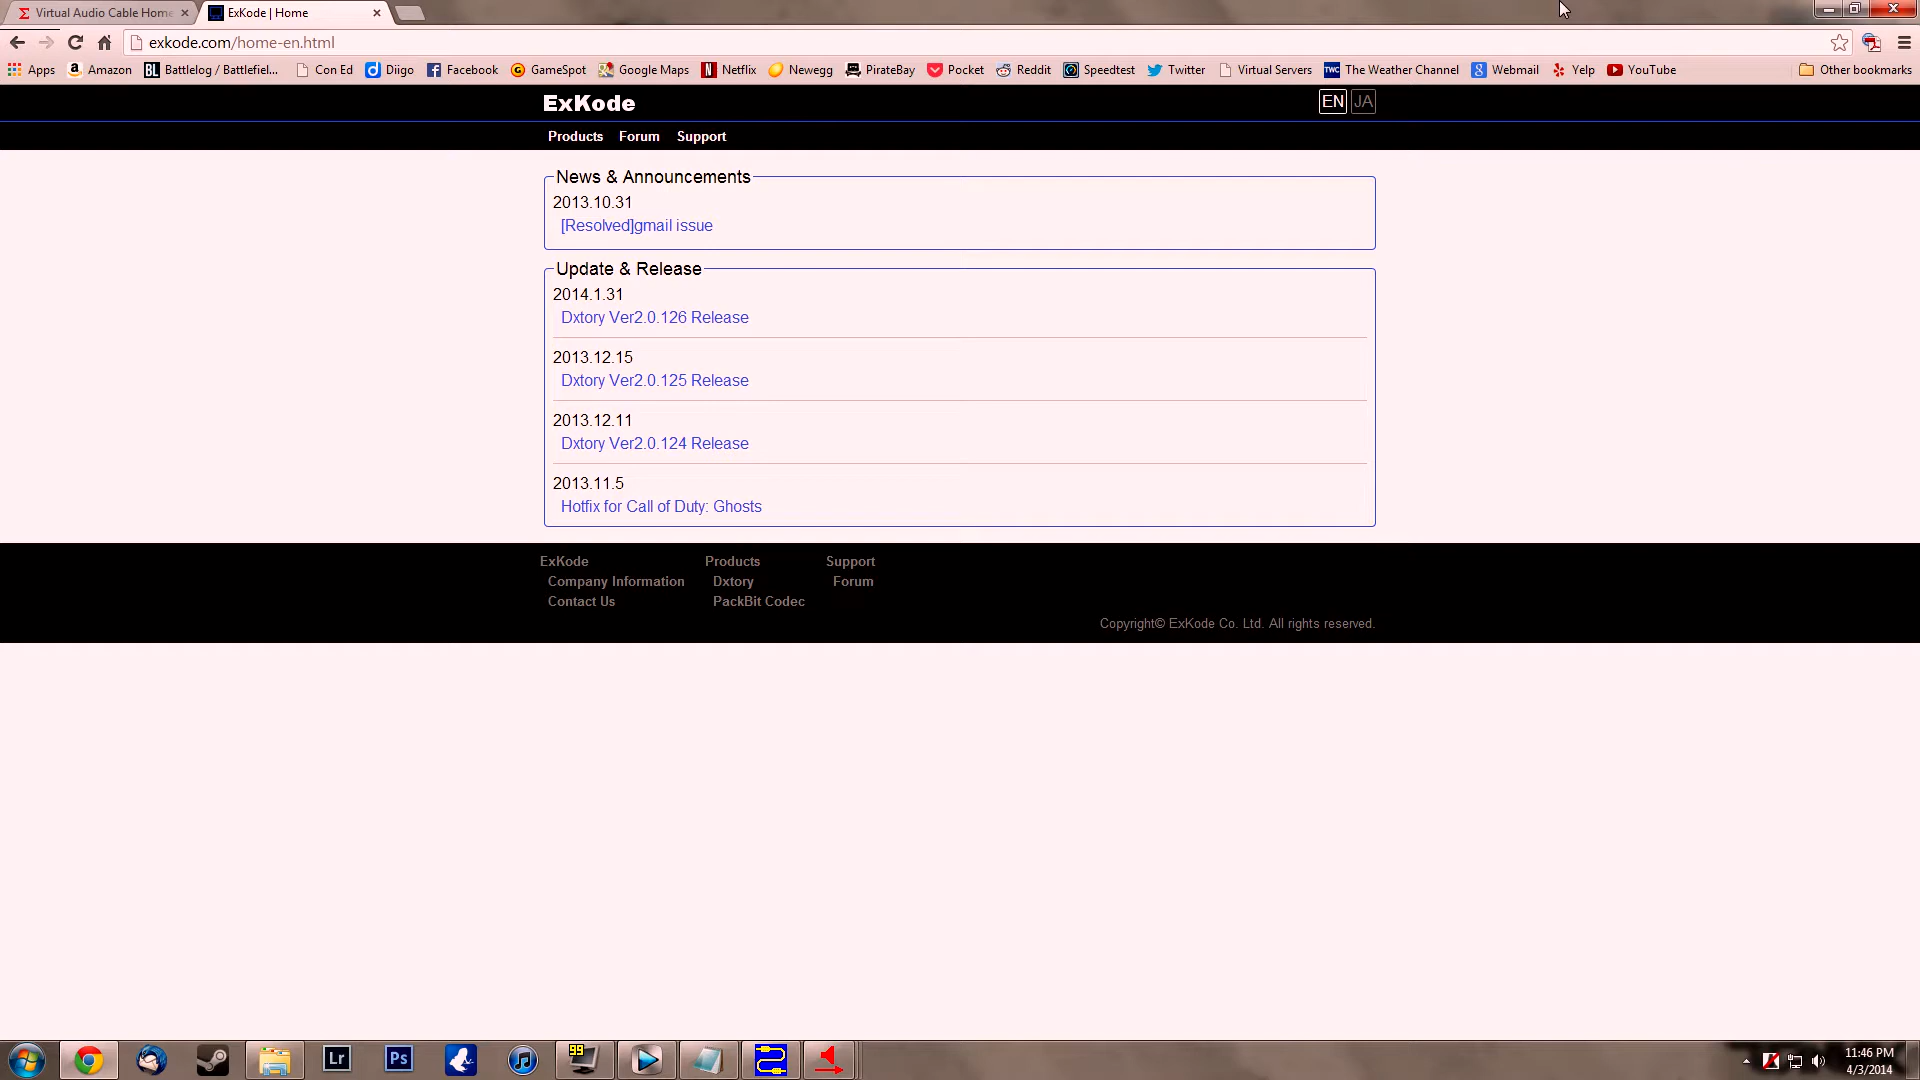 Virtual Audio Cable Home
ExKode | Home
exkode.com/home-en.html
Apps Amazon Battlelog / Battlefiel... Con Ed Diigo Facebook GameSpot Google Maps Netflix Newegg PirateBay Pocket Reddit Speedtest Twitter Virtual Servers The Weather Channel Webmail Yelp YouTube Other bookmarks
ExKode
EN JA
Products Forum Support
News & Announcements
2013.10.31
[Resolved]gmail issue
Update & Release
2014.1.31
Dxtory Ver2.0.126 Release
2013.12.15
Dxtory Ver2.0.125 Release
2013.12.11
Dxtory Ver2.0.124 Release
2013.11.5
Hotfix for Call of Duty: Ghosts
ExKode Products Support
Company Information Dxtory Forum
Contact Us PackBit Codec
Copyright© ExKode Co. Ltd. All rights reserved.
Lr Ps 99
11:46 PM
4/3/2014